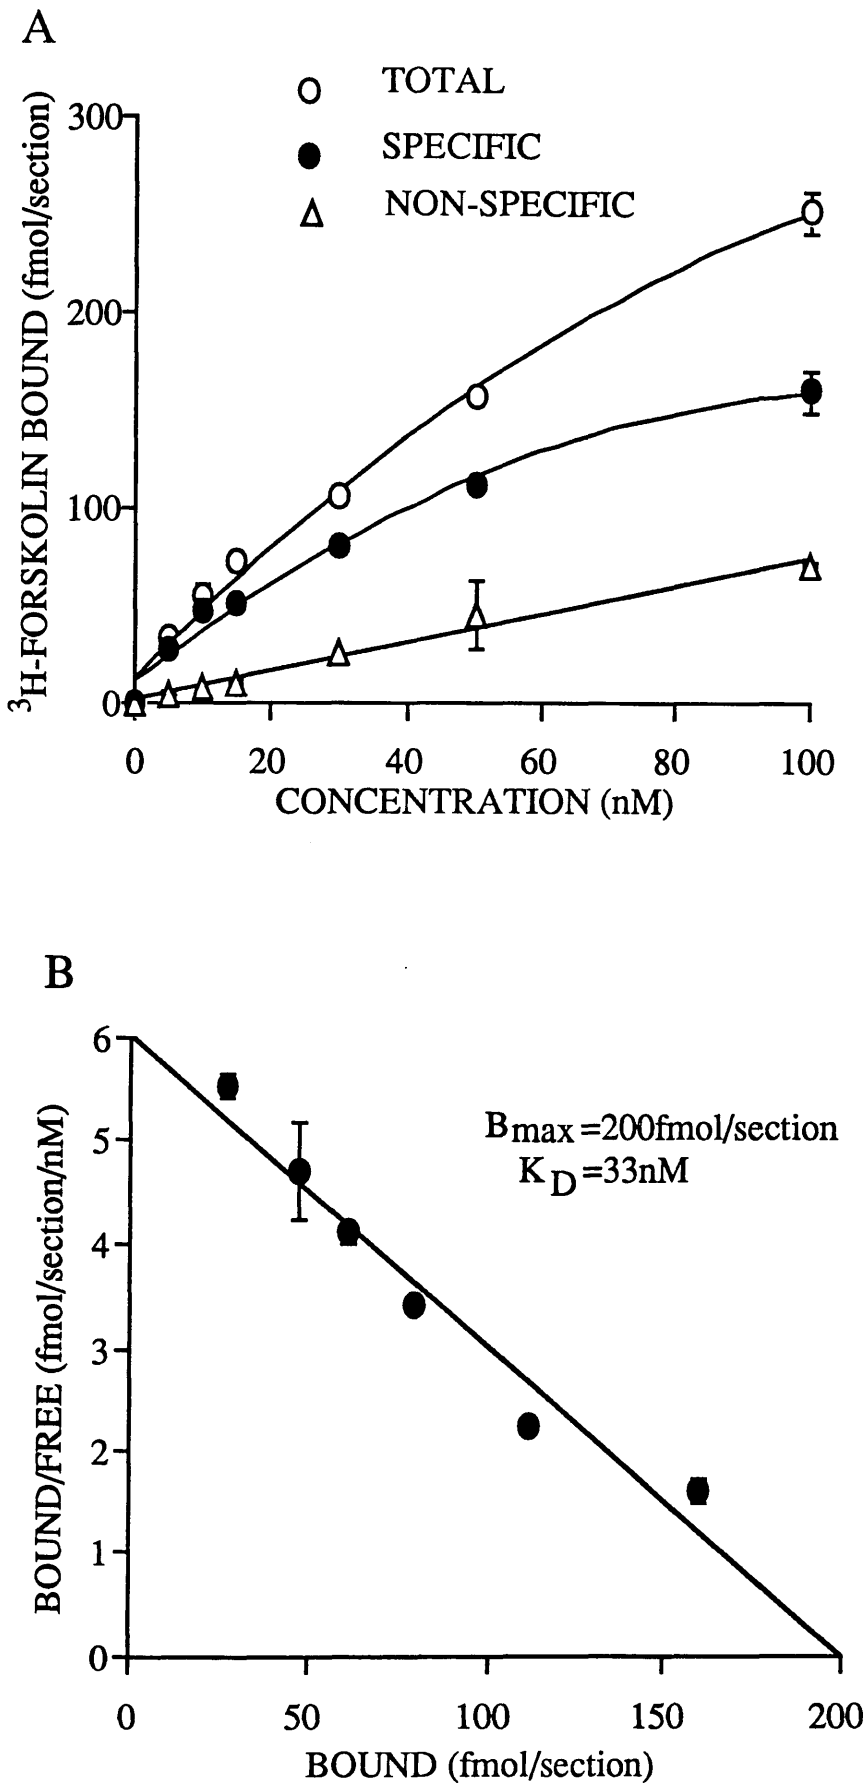 A
TOTAL
SPECIFIC
NON-SPECIFIC
300
200
100
0
³H-FORSKOLIN BOUND (fmol/section)
0 20 40 60 80 100
CONCENTRATION (nM)
B
6
5
4
3
2
1
0
BOUND/FREE (fmol/section/nM)
Bmax =200fmol/section
KD =33nM
0 50 100 150 200
BOUND (fmol/section)